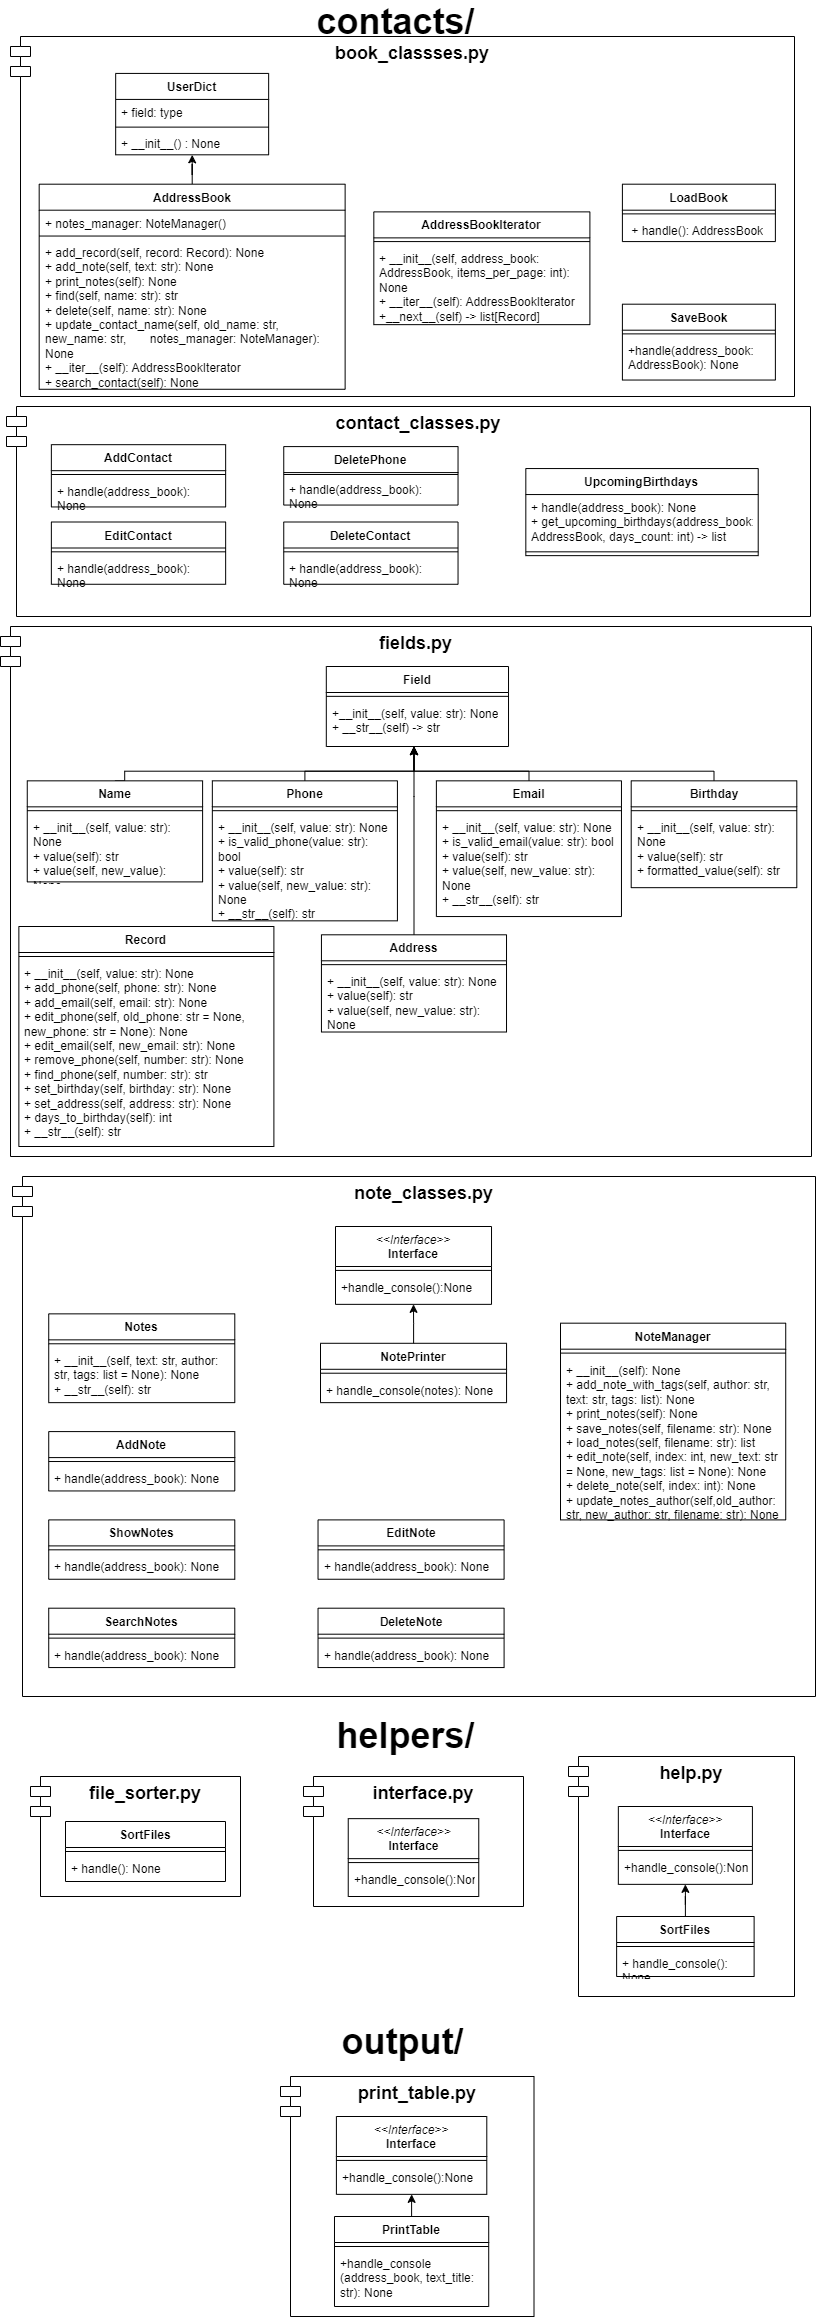 contacts/
book_classses.py
UserDict
+ field: type
+ __init__() : None
AddressBook
+ notes_manager: NoteManager()
+ add_record(self, record: Record): None
+ add_note(self, text: str): None
+ print_notes(self): None
+ find(self, name: str): str
+ delete(self, name: str): None
+ update_contact_name(self, old_name: str,
new_name: str, notes_manager: NoteManager):
None
+ __iter__(self): AddressBookIterator
+ search_contact(self): None
AddressBookIterator
+ __init__(self, address_book:
AddressBook, items_per_page: int):
None
+ __iter__(self): AddressBookIterator
+__next__(self) -> list[Record]
LoadBook
+ handle(): AddressBook
SaveBook
+handle(address_book:
AddressBook): None
contact_classes.py
AddContact
+ handle(address_book):
None
DeletePhone
+ handle(address_book):
None
UpcomingBirthdays
+ handle(address_book): None
+ get_upcoming_birthdays(address_book:
AddressBook, days_count: int) -> list
EditContact
+ handle(address_book):
None
DeleteContact
+ handle(address_book):
None
fields.py
Field
+__init__(self, value: str): None
+ __str__(self) -> str
Name
+ __init__(self, value: str):
None
+ value(self): str
+ value(self, new_value):
Phone
+ __init__(self, value: str): None
+ is_valid_phone(value: str):
bool
+ value(self): str
+ value(self, new_value: str):
None
+ __str__(self): str
Email
+ __init__(self, value: str): None
+ is_valid_email(value: str): bool
+ value(self): str
+ value(self, new_value: str):
None
+ __str__(self): str
Birthday
+ __init__(self, value: str):
None
+ value(self): str
+ formatted_value(self): str
Record
+ __init__(self, value: str): None
+ add_phone(self, phone: str): None
+ add_email(self, email: str): None
+ edit_phone(self, old_phone: str = None,
new_phone: str = None): None
+ edit_email(self, new_email: str): None
+ remove_phone(self, number: str): None
+ find_phone(self, number: str): str
+ set_birthday(self, birthday: str): None
+ set_address(self, address: str): None
+ days_to_birthday(self): int
+ __str__(self): str
Address
+ __init__(self, value: str): None
+ value(self): str
+ value(self, new_value: str):
None
note_classes.py
<<Interface>>
Interface
+handle_console():None
Notes
+ __init__(self, text: str, author:
str, tags: list = None): None
+ __str__(self): str
NotePrinter
+ handle_console(notes): None
NoteManager
+ __init__(self): None
+ add_note_with_tags(self, author: str,
text: str, tags: list): None
+ print_notes(self): None
+ save_notes(self, filename: str): None
+ load_notes(self, filename: str): list
+ edit_note(self, index: int, new_text: str
= None, new_tags: list = None): None
+ delete_note(self, index: int): None
+ update_notes_author(self,old_author:
str, new_author: str, filename: str): None
AddNote
+ handle(address_book): None
ShowNotes
+ handle(address_book): None
EditNote
+ handle(address_book): None
SearchNotes
+ handle(address_book): None
DeleteNote
+ handle(address_book): None
helpers/
file_sorter.py
SortFiles
+ handle(): None
interface.py
<<Interface>>
Interface
+handle_console():Nor
help.py
<<Interface>>
Interface
+handle_console():Non
SortFiles
+ handle_console():
None
output/
print_table.py
<<Interface>>
Interface
+handle_console():None
PrintTable
+handle_console
(address_book, text_title:
str): None